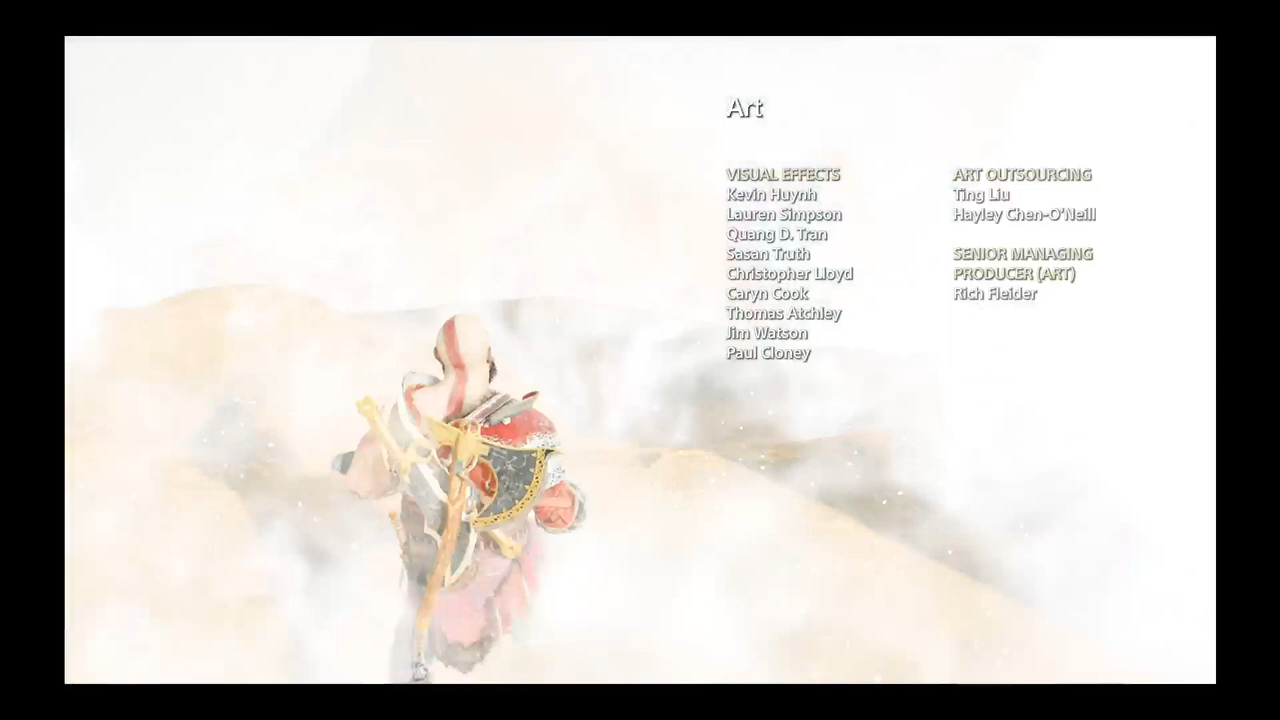 Art
VISUAL EFFECTS
Kevin Huynh
Lauren Simpson
Quang D. Tran
Sasan Truth
Christopher Lloyd
Caryn Cook
Thomas Atchley
Jim Watson
Paul Cloney
ART OUTSOURCING
Ting Liu
Hayley Chen-O'Neill
SENIOR MANAGING
PRODUCER (ART)
Rich Fleider